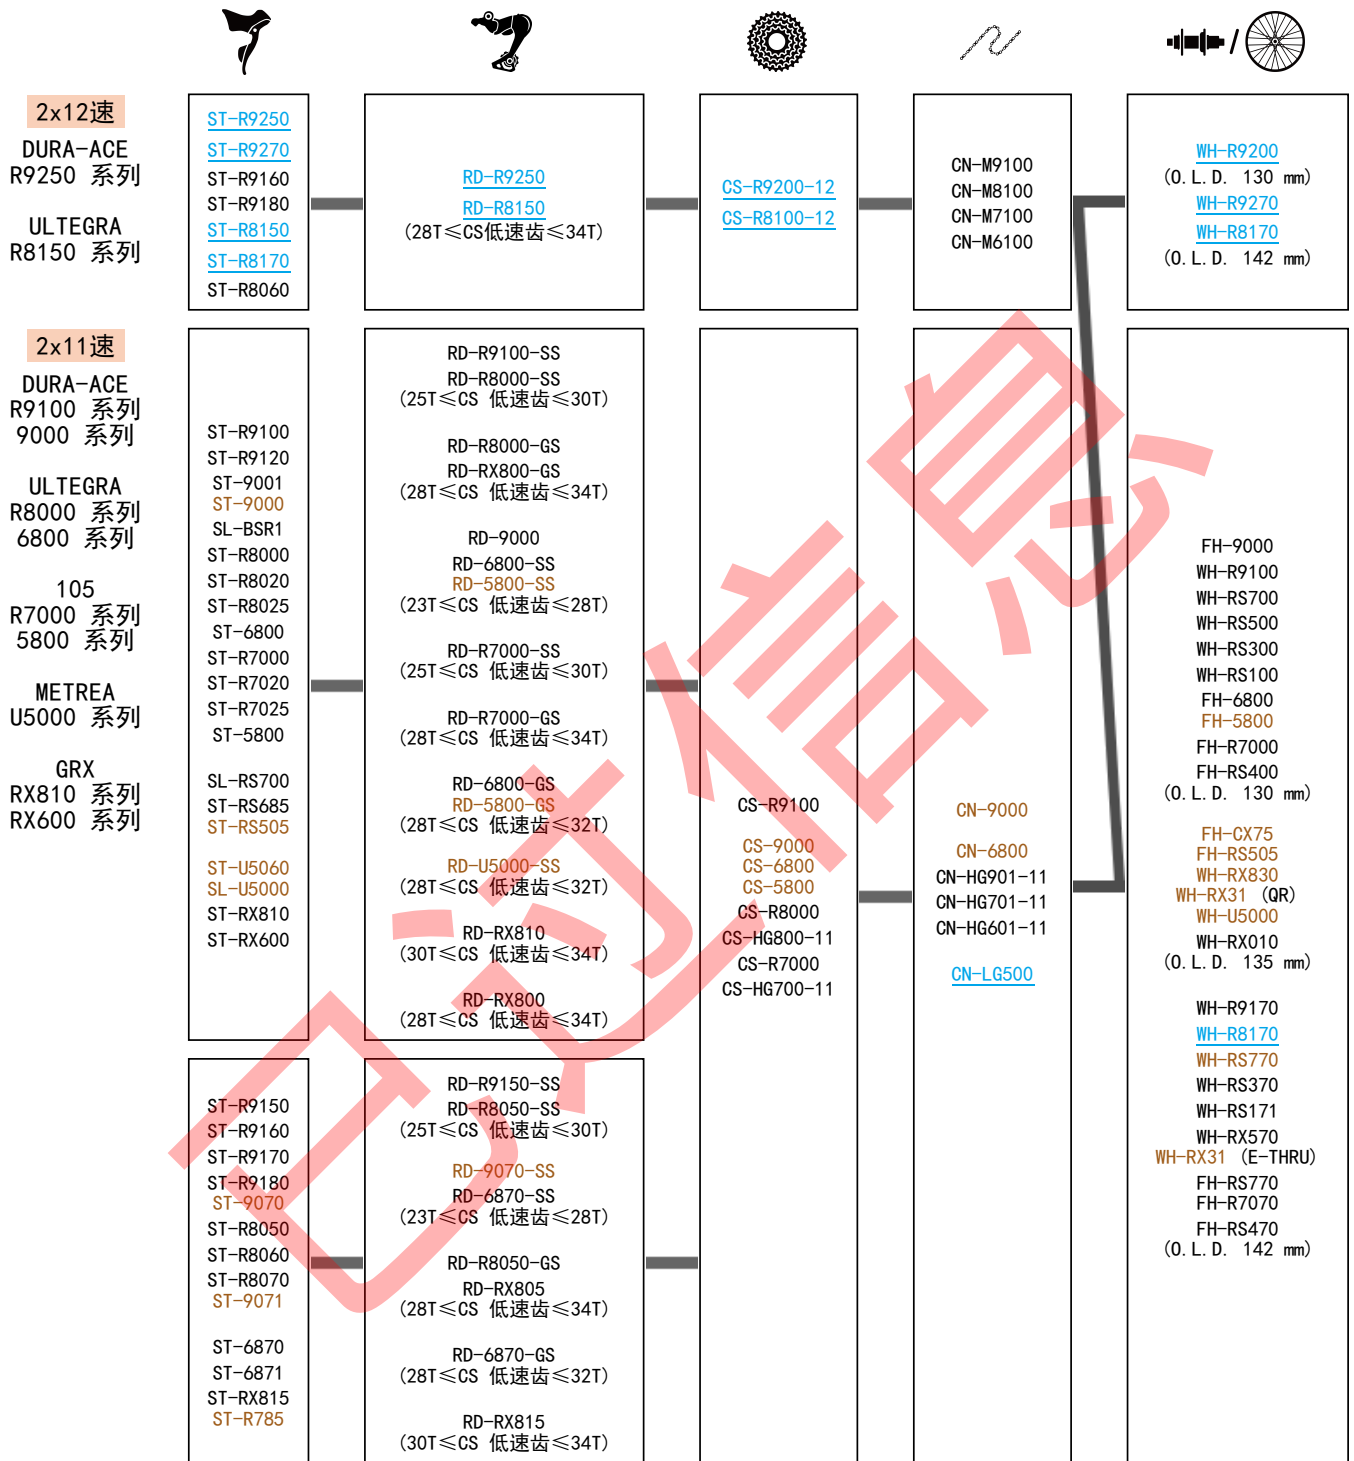 2x12速
DURA-ACE
R9250 系列
ULTEGRA
R8150 系列
ST-R9250
ST-R9270
ST-R9160
ST-R9180
ST-R8150
ST-R8170
ST-R8060
RD-R9250
RD-R8150
(28T≤CS低速齿≤34T)
CS-R9200-12
CS-R8100-12
CN-M9100
CN-M8100
CN-M7100
CN-M6100
WH-R9200
(O.L.D. 130 mm)
WH-R9270
WH-R8170
(O.L.D. 142 mm)
2x11速
DURA-ACE
R9100 系列
9000 系列
ULTEGRA
R8000 系列
6800 系列
105
R7000 系列
5800 系列
METREA
U5000 系列
GRX
RX810 系列
RX600 系列
ST-R9100
ST-R9120
ST-9001
ST-9000
SL-BSR1
ST-R8000
ST-R8020
ST-R8025
ST-6800
ST-R7000
ST-R7020
ST-R7025
ST-5800
SL-RS700
ST-RS685
ST-RS505
ST-U5060
SL-U5000
ST-RX810
ST-RX600
RD-R9100-SS
RD-R8000-SS
(25T≤CS 低速齿≤30T)
RD-R8000-GS
RD-RX800-GS
(28T≤CS 低速齿≤34T)
RD-9000
RD-6800-SS
RD-5800-SS
(23T≤CS 低速齿≤28T)
RD-R7000-SS
(25T≤CS 低速齿≤30T)
RD-R7000-GS
(28T≤CS 低速齿≤34T)
RD-6800-GS
RD-5800-GS
(28T≤CS 低速齿≤32T)
RD-U5000-SS
(28T≤CS 低速齿≤32T)
RD-RX810
(30T≤CS 低速齿≤34T)
RD-RX800
(28T≤CS 低速齿≤34T)
ST-R9150
ST-R9160
ST-R9170
ST-R9180
ST-9070
ST-R8050
ST-R8060
ST-R8070
ST-9071
ST-6870
ST-6871
ST-RX815
ST-R785
RD-R9150-SS
RD-R8050-SS
(25T≤CS 低速齿≤30T)
RD-9070-SS
RD-6870-SS
(23T≤CS 低速齿≤28T)
RD-R8050-GS
RD-RX805
(28T≤CS 低速齿≤34T)
RD-6870-GS
(28T≤CS 低速齿≤32T)
RD-RX815
(30T≤CS 低速齿≤34T)
CS-R9100
CS-9000
CS-6800
CS-5800
CS-R8000
CS-HG800-11
CS-R7000
CS-HG700-11
CN-9000
CN-6800
CN-HG901-11
CN-HG701-11
CN-HG601-11
CN-LG500
FH-9000
WH-R9100
WH-RS700
WH-RS500
WH-RS300
WH-RS100
FH-6800
FH-5800
FH-R7000
FH-RS400
(O.L.D. 130 mm)
FH-CX75
FH-RS505
WH-RX830
WH-RX31 (QR)
WH-U5000
WH-RX010
(O.L.D. 135 mm)
WH-R9170
WH-R8170
WH-RS770
WH-RS370
WH-RS171
WH-RX570
WH-RX31 (E-THRU)
FH-RS770
FH-R7070
FH-RS470
(O.L.D. 142 mm)
已过信息